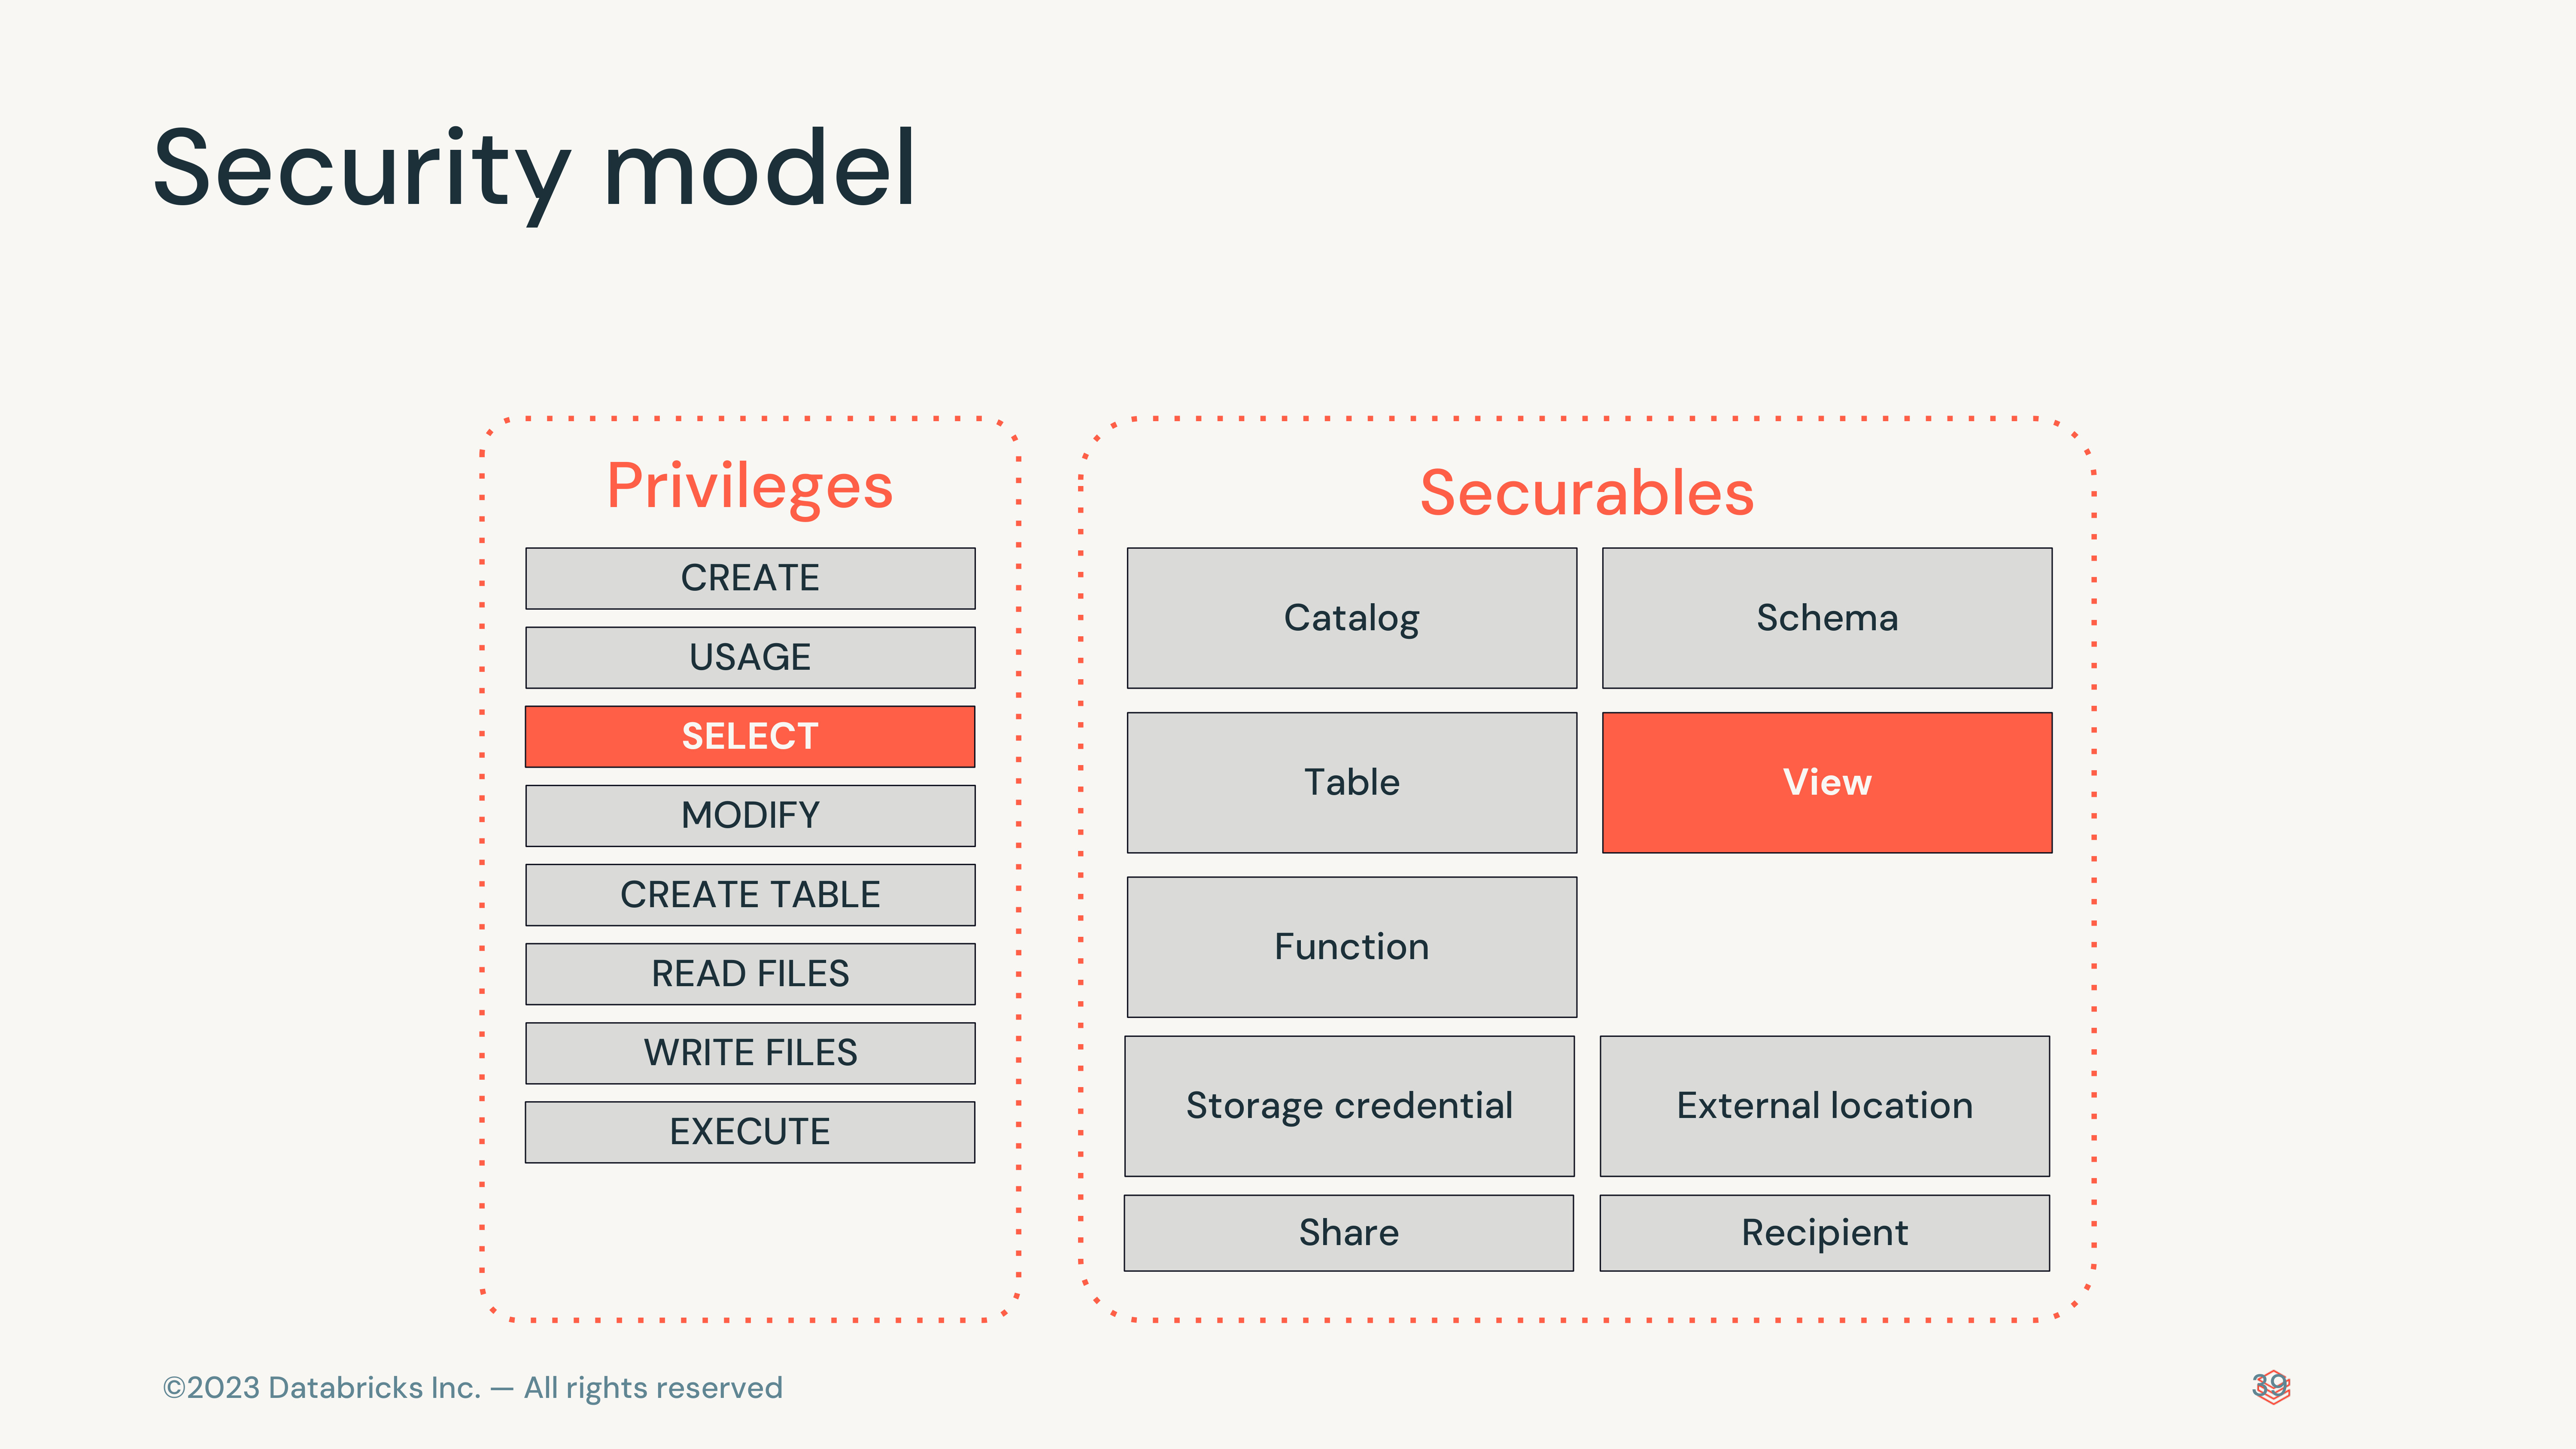 Security model
Privileges
CREATE
USAGE
SELECT
MODIFY
CREATE TABLE
READ FILES
WRITE FILES
EXECUTE
Securables
Catalog
Schema
Table
View
Function
Storage credential
External location
Share
Recipient
©2023 Databricks Inc. — All rights reserved
39